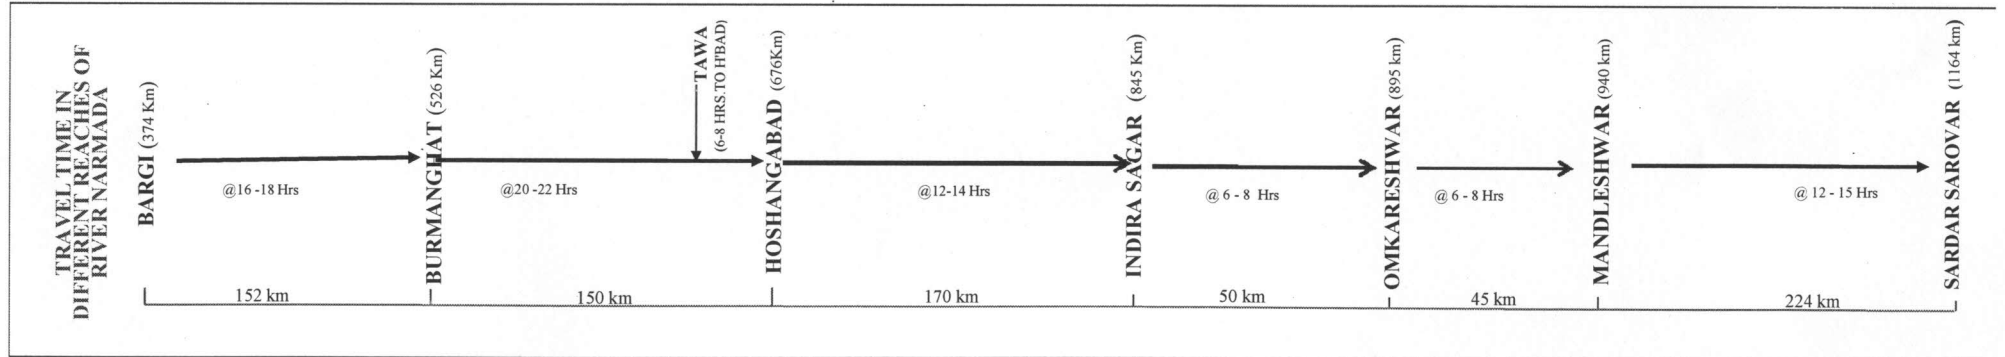 TRAVEL TIME IN
DIFFERENT REACHES OF
RIVER NARMADA
BARGI (374 Km)
@16 -18 Hrs
BURMANGHAT (526 Km)
@20 -22 Hrs
TAWA
(6-8 HRS.TO H'BAD)
HOSHANGABAD (676Km)
@12-14 Hrs
INDIRA SAGAR (845 Km)
@ 6 - 8 Hrs
OMKARESHWAR (895 km)
@ 6 - 8 Hrs
MANDLESHWAR (940 km)
@ 12 - 15 Hrs
SARDAR SAROVAR (1164 km)
152 km
150 km
170 km
50 km
45 km
224 km